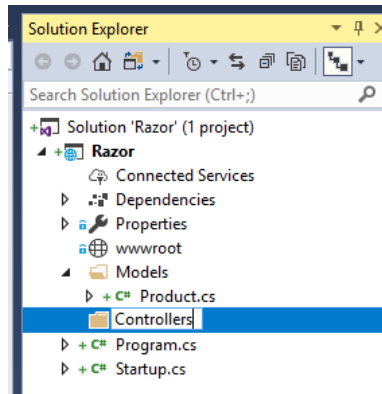 Solution Explorer
Search Solution Explorer (Ctrl+;)
Solution 'Razor' (1 project)
Razor
Connected Services
Dependencies
Properties
wwwroot
Models
C# Product.cs
Controllers
C# Program.cs
C# Startup.cs